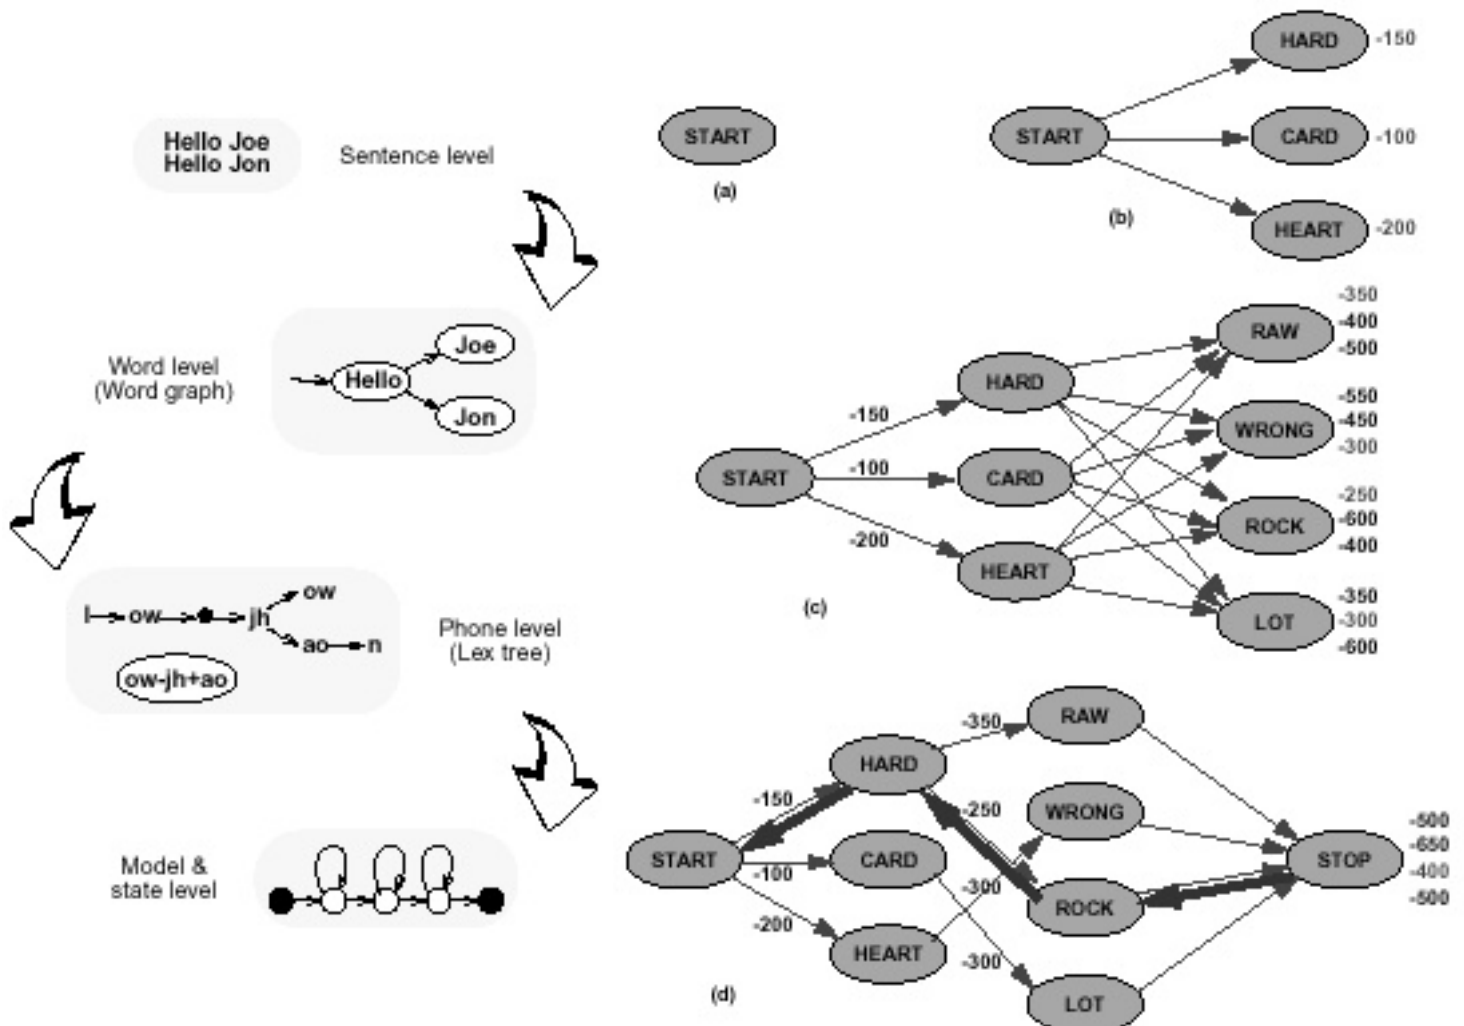 Hello Joe
Hello Jon
Sentence level
Word level
(Word graph)
Hello
Joe
Jon
l
ow
jh
ow
ao
n
ow-jh+ao
Phone level
(Lex tree)
Model &
state level
START
(a)
START
HARD
-150
CARD
-100
HEART
-200
(b)
START
-150
-100
-200
HARD
CARD
HEART
RAW
-350
-400
-500
WRONG
-550
-450
-300
ROCK
-250
-600
-400
LOT
-350
-300
-600
(c)
START
-150
-100
-200
HARD
CARD
HEART
-350
-250
-300
-300
RAW
WRONG
ROCK
LOT
STOP
-500
-650
-400
-500
(d)